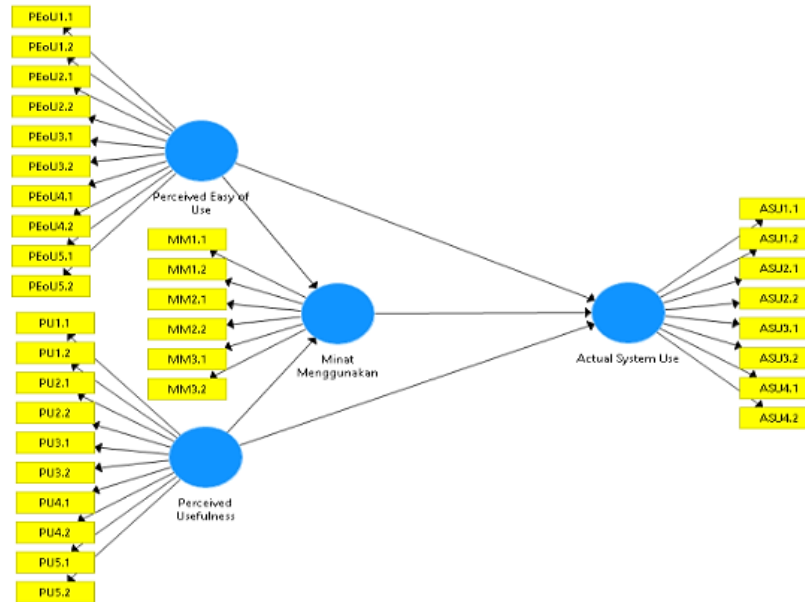 PEoU1.1
PEoU1.2
PEoU2.1
PEoU2.2
PEoU3.1
PEoU3.2
PEoU4.1
PEoU4.2
PEoU5.1
PEoU5.2
Perceived Easy of
Use
MM1.1
MM1.2
MM2.1
MM2.2
MM3.1
MM3.2
Minat
Menggunakan
PU1.1
PU1.2
PU2.1
PU2.2
PU3.1
PU3.2
PU4.1
PU4.2
PU5.1
PU5.2
Perceived
Usefulness
Actual System Use
ASU1.1
ASU1.2
ASU2.1
ASU2.2
ASU3.1
ASU3.2
ASU4.1
ASU4.2